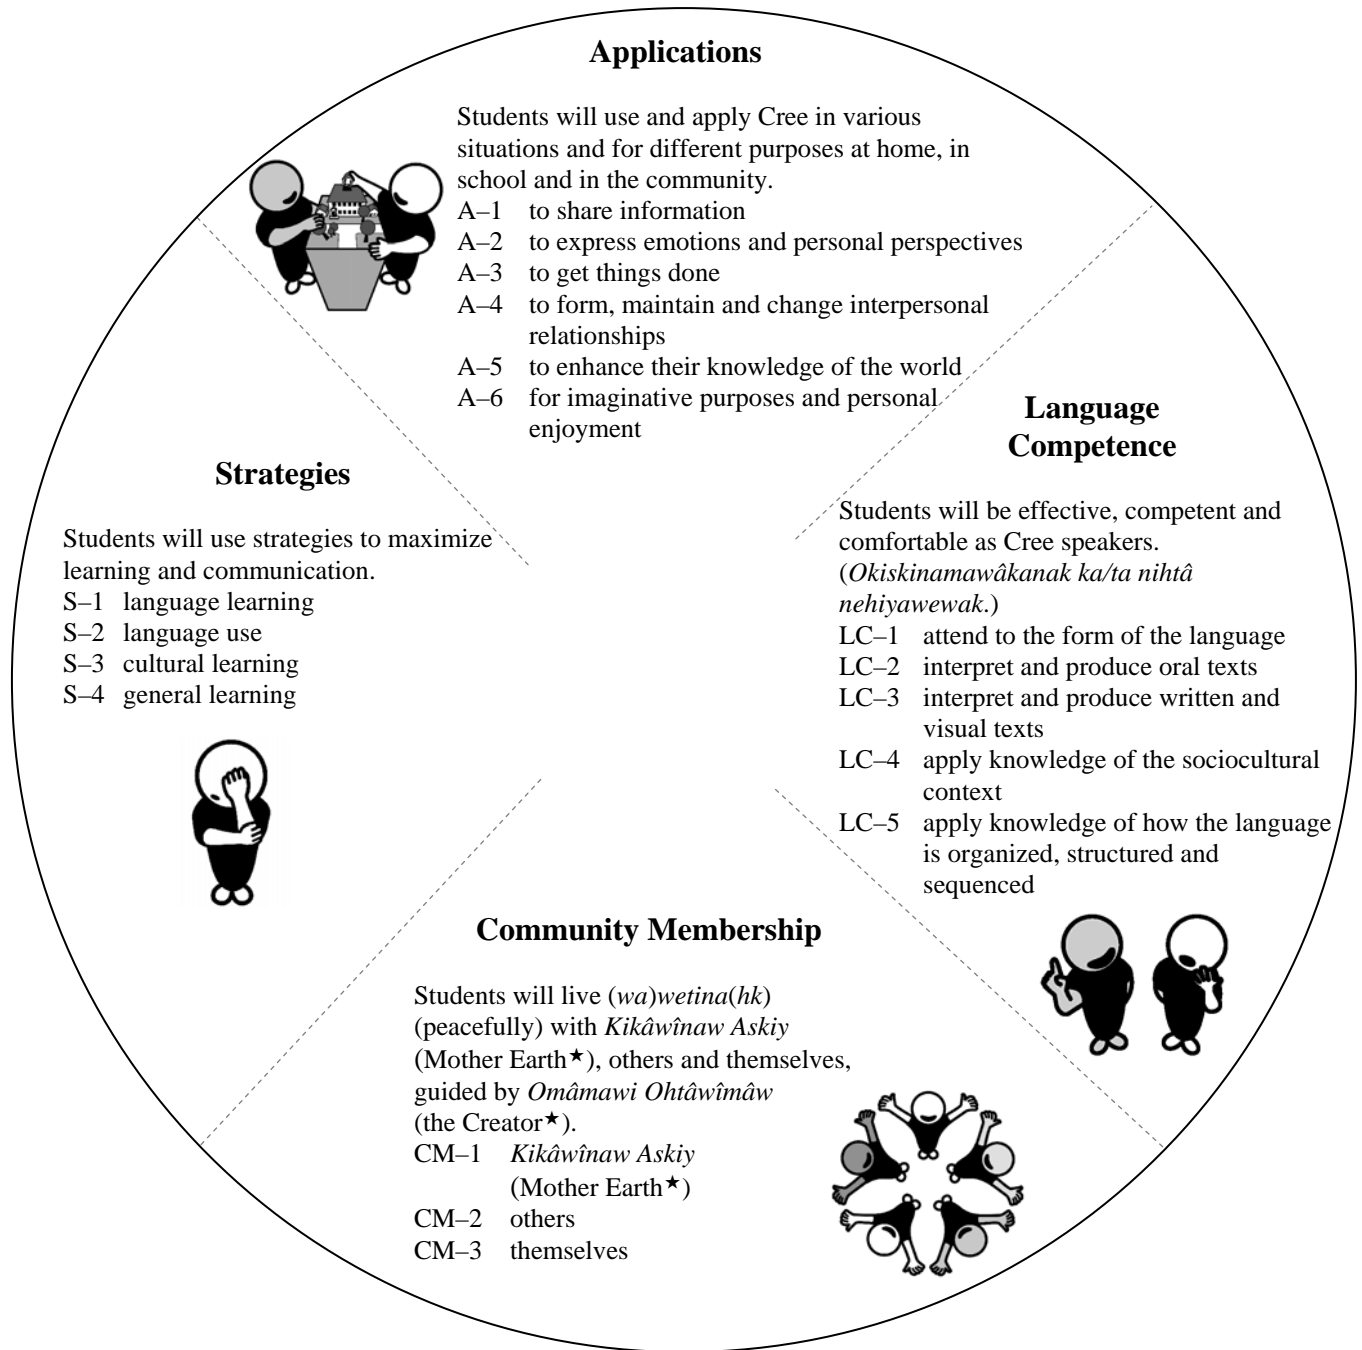 Applications
Students will use and apply Cree in various
situations and for different purposes at home, in
school and in the community.
A–1 to share information
A–2 to express emotions and personal perspectives
A–3 to get things done
A–4 to form, maintain and change interpersonal
relationships
A–5 to enhance their knowledge of the world
A–6 for imaginative purposes and personal
enjoyment
Language
Competence
Students will be effective, competent and
comfortable as Cree speakers.
(Okiskinamawâkanak ka/ta nihtâ
nehiyawewak.)
LC–1 attend to the form of the language
LC–2 interpret and produce oral texts
LC–3 interpret and produce written and
visual texts
LC–4 apply knowledge of the sociocultural
context
LC–5 apply knowledge of how the language
is organized, structured and
sequenced
Strategies
Students will use strategies to maximize
learning and communication.
S–1 language learning
S–2 language use
S–3 cultural learning
S–4 general learning
Community Membership
Students will live (wa)wetina(hk)
(peacefully) with Kikâwînaw Askiy
(Mother Earth★), others and themselves,
guided by Omâmawi Ohtâwîmâw
(the Creator★).
CM–1 Kikâwînaw Askiy
(Mother Earth★)
CM–2 others
CM–3 themselves